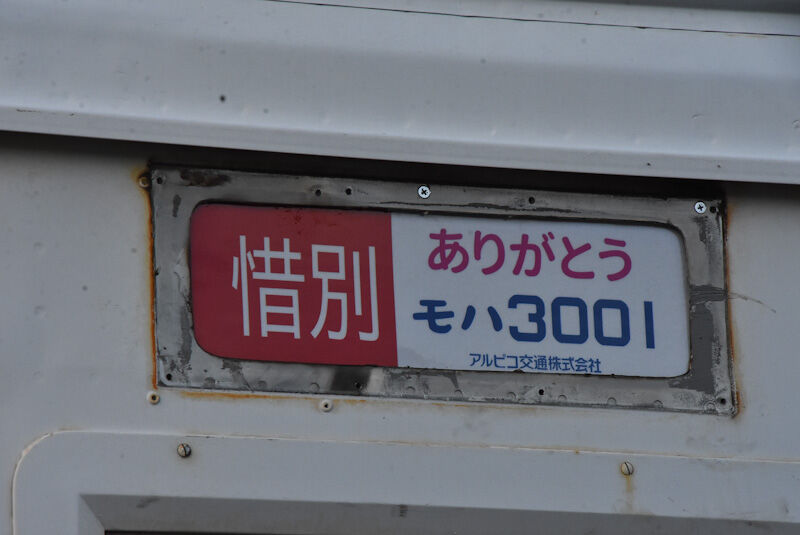 惜別
ありがとう
モハ3001
アルピコ交通株式会社